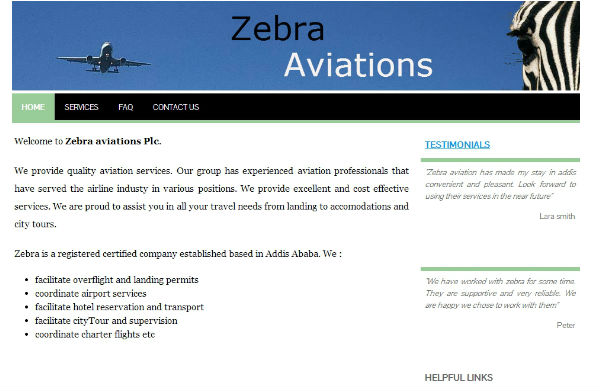 Zebra
Aviations
HOME SERVICES FAQ CONTACT US
Welcome to Zebra aviations Plc.
We provide quality aviation services. Our group has experienced aviation professionals that
have served the airline industy in various positions. We provide excellent and cost effective
services. We are proud to assist you in all your travel needs from landing to accomodations and
city tours.
Zebra is a registered certified company established based in Addis Ababa. We :
• facilitate overflight and landing permits
• coordinate airport services
• facilitate hotel reservation and transport
• facilitate cityTour and supervision
• coordinate charter flights etc
TESTIMONIALS
"Zebra aviation has made my stay in addis
convenient and pleasant. Look forward to
using their services in the near future"
Lara smith
"We have worked with zebra for some time.
They are supportive and very reliable. We
are happy we chose to work with them"
Peter
HELPFUL LINKS